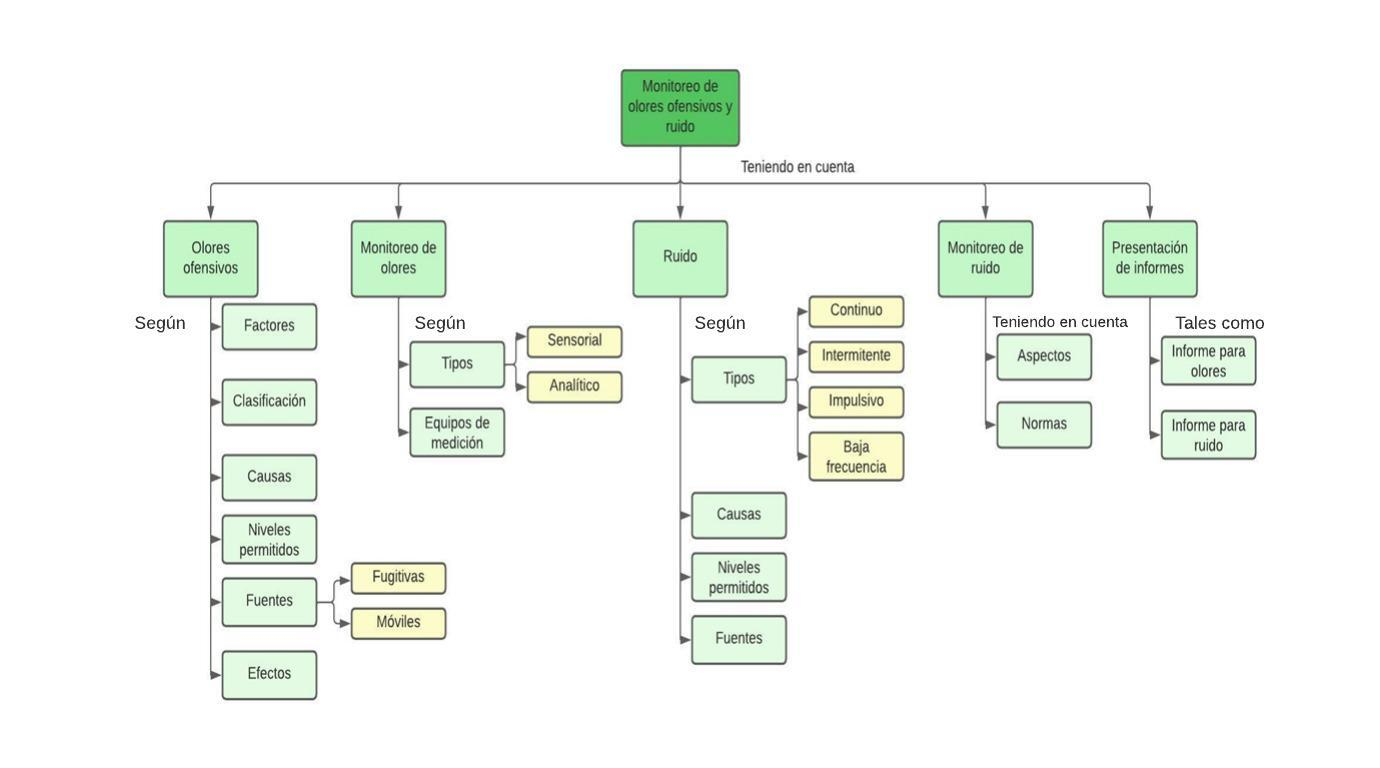 Monitoreo de
olores ofensivos y
ruido
Teniendo en cuenta
Olores
ofensivos
Monitoreo de
olores
Ruido
Monitoreo de
ruido
Presentación
de informes
Según
Factores
Clasificación
Causas
Niveles
permitidos
Fuentes
Fugitivas
Móviles
Efectos
Según
Tipos
Sensorial
Analítico
Equipos de
medición
Según
Tipos
Continuo
Intermitente
Impulsivo
Baja
frecuencia
Causas
Niveles
permitidos
Fuentes
Teniendo en cuenta
Aspectos
Normas
Tales como
Informe para
olores
Informe para
ruido